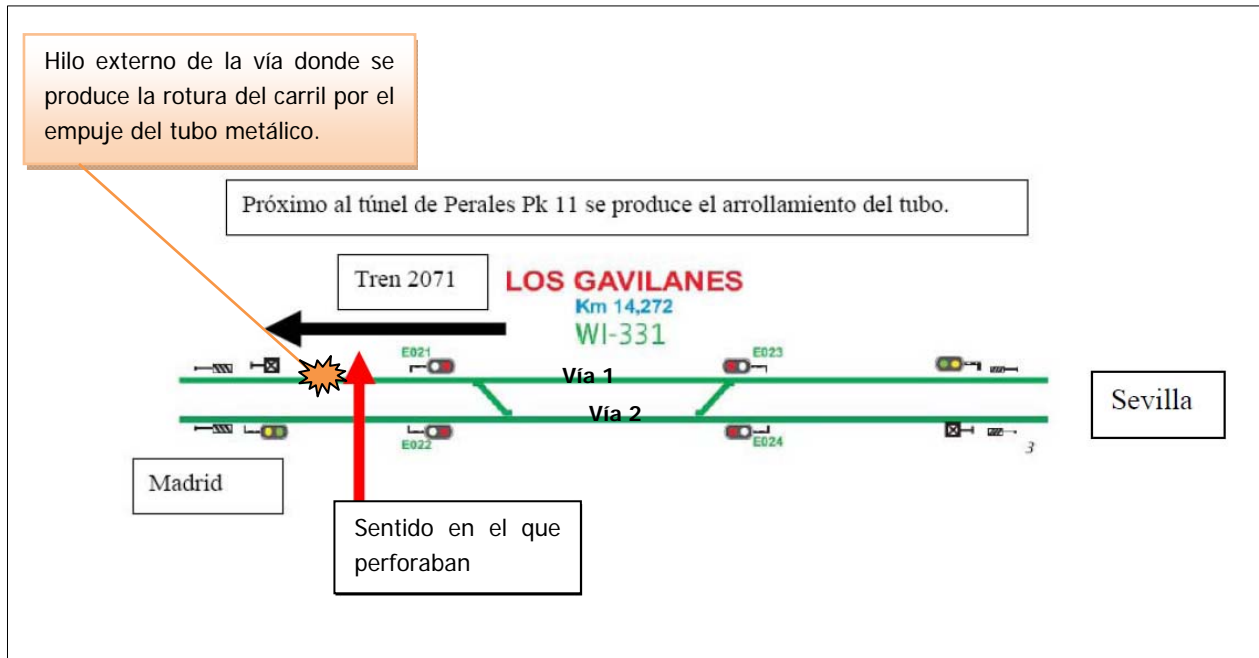 Hilo externo de la vía donde se
produce la rotura del carril por el
empuje del tubo metálico.
Próximo al túnel de Perales Pk 11 se produce el arrollamiento del tubo.
Tren 2071
LOS GAVILANES
Km 14,272
WI-331
E021
E023
Vía 1
Sevilla
Vía 2
E022
E024
3
Madrid
Sentido en el que
perforaban